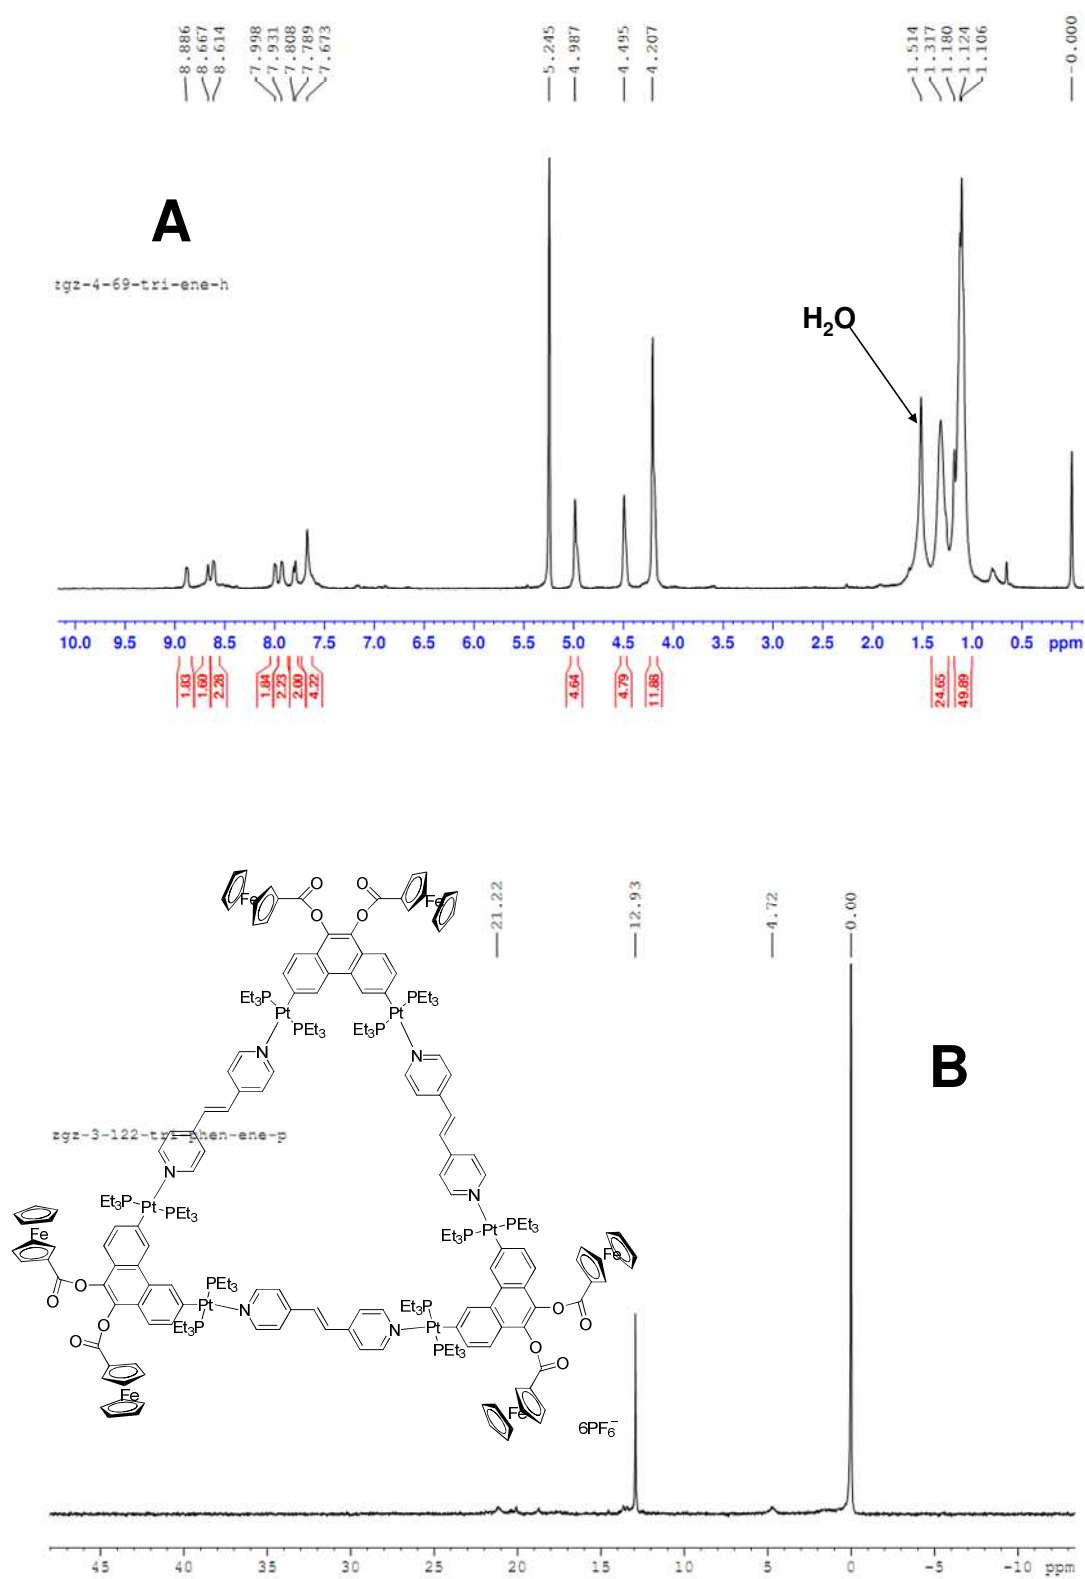 8.886
8.667
8.614
7.998
7.931
7.808
7.789
7.673
5.245
4.987
4.495
4.207
1.514
1.317
1.180
1.124
1.106
-0.000
A
zgz-4-69-tri-ene-h
H2O
10.0 9.5 9.0 8.5 8.0 7.5 7.0 6.5 6.0 5.5 5.0 4.5 4.0 3.5 3.0 2.5 2.0 1.5 1.0 0.5 ppm
1.83
1.60
2.28
1.84
2.23
2.00
4.22
4.64
4.79
11.88
24.65
49.89
21.22
12.93
4.72
0.00
B
Fe O O Fe
O O
Et3P PEt3
Pt Pt
PEt3 Et3P
N N
zgz-3-122-tri-phen-ene-p
N N
Et3P Pt PEt3
Et3P Pt PEt3
Fe Fe
O O O O
PEt3 Et3P
Pt N N Pt
Et3P PEt3
O O O O
Fe Fe
6PF6−
45 40 35 30 25 20 15 10 5 0 -5 -10 ppm